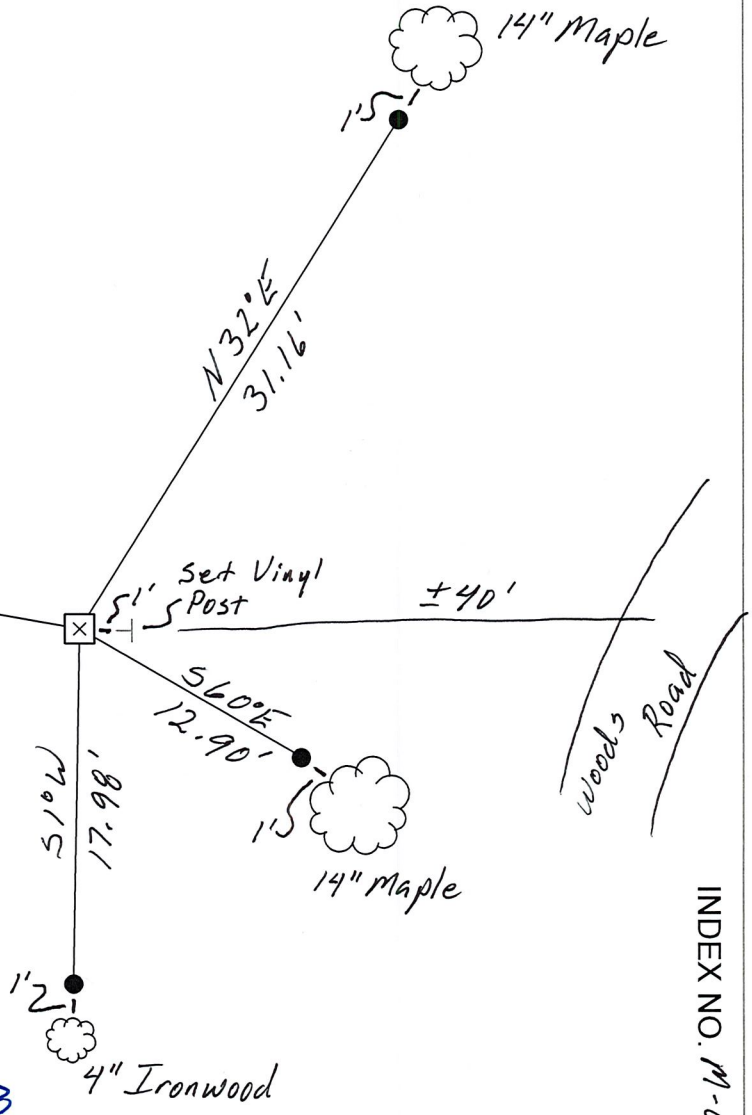 14" Maple
1'
N32°E
31.16'
1'
Set Vinyl
Post
±40'
S60°E
12.90'
Woods
Road
S1°W
17.98'
1'
14" Maple
1'
4" Ironwood
INDEX NO. M-